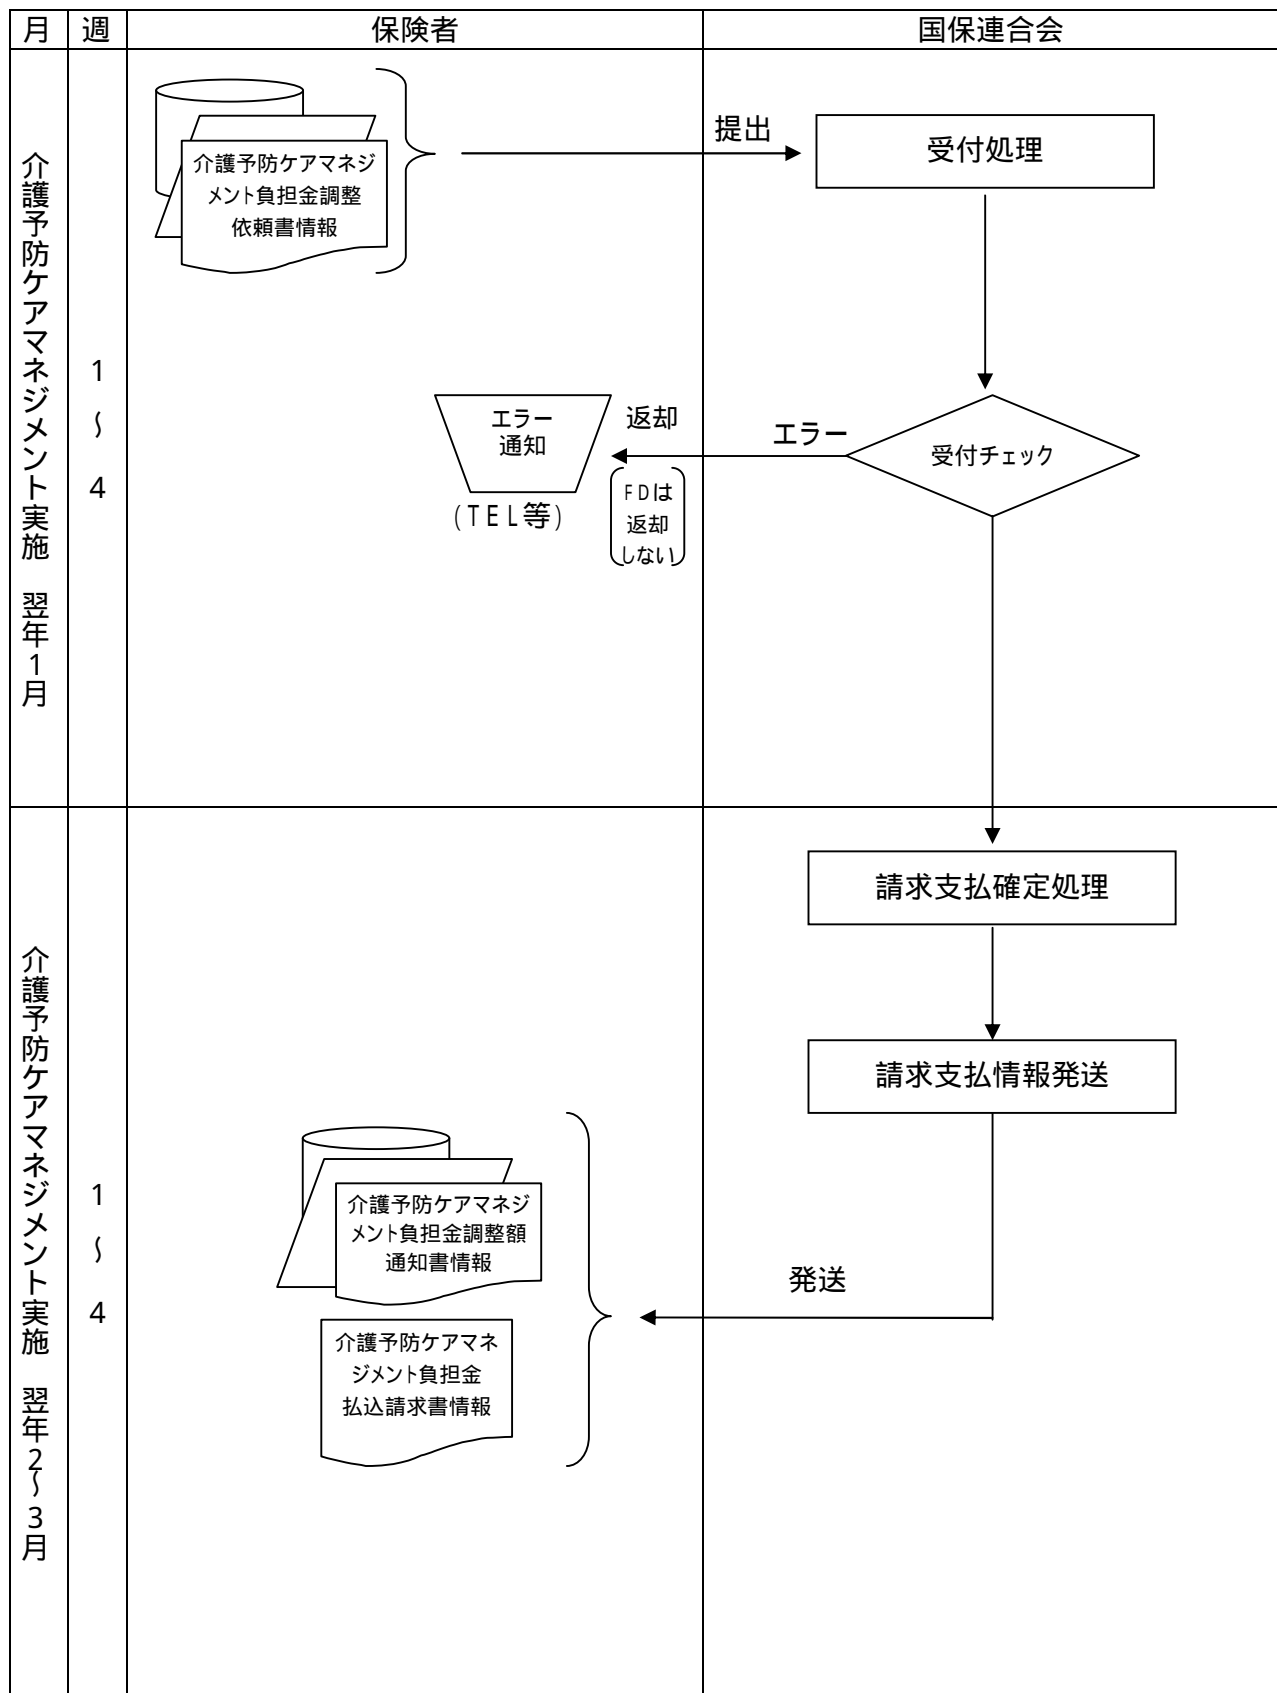 月
週
保険者
国保連合会
介護予防ケアマネジメント実施　翌年1月
1
～
4
介護予防ケアマネジ
メント負担金調整
依頼書情報
提出
受付処理
エラー
通知
(ＴＥＬ等)
返却
ＦＤは
返却
しない
エラー
受付チェック
介護予防ケアマネジメント実施　翌年2～3月
1
～
4
請求支払確定処理
請求支払情報発送
介護予防ケアマネジ
メント負担金調整額
通知書情報
介護予防ケアマネ
ジメント負担金
払込請求書情報
発送